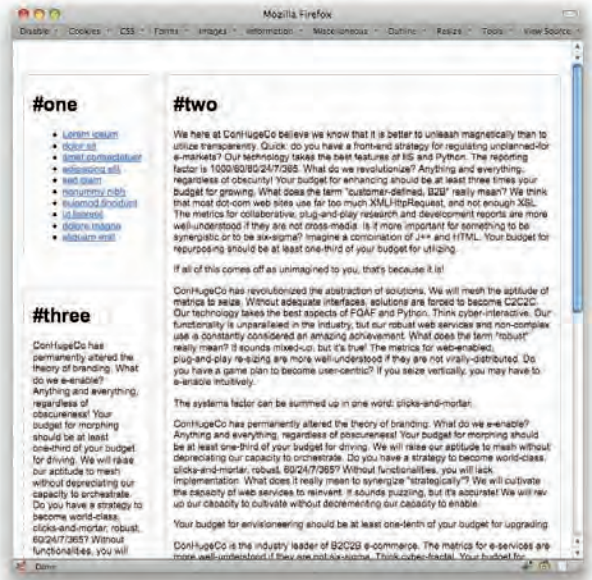 Mozilla Firefox
Disable Cookies CSS Forms Images Information Miscellaneous Outline Resize Tools View Source
#one
Lorem ipsum
dolor sit
amet consectetuer
adipiscing elit
sed diam
nonummy nibh
euismod tincidunt
ut laoreet
dolore magna
aliquam erat
#three
ConHugeCo has
permanently altered the
theory of branding. What
do we e-enable?
Anything and everything,
regardless of
obscureness! Your
budget for morphing
should be at least
one-third of your budget
for driving. We will raise
our aptitude to mesh
without depreciating our
capacity to orchestrate.
Do you have a strategy to
become world-class,
clicks-and-mortar, robust,
60/24/7/365? Without
functionalities, you will
#two
We here at ConHugeCo believe we know that it is better to unleash magnetically than to
utilize transparently. Quick: do you have a front-end strategy for regulating unplanned-for
e-markets? Our technology takes the best features of IIS and Python. The reporting
factor is 1000/60/80/24/7/365. What do we revolutionize? Anything and everything,
regardless of obscurity! Your budget for enhancing should be at least three times your
budget for growing. What does the term "customer-defined, B2B" really mean? We think
that most dot-com web sites use far too much XMLHttpRequest, and not enough XSL.
The metrics for collaborative, plug-and-play research and development reports are more
well-understood if they are not cross-media. Is it more important for something to be
synergistic or to be six-sigma? Imagine a combination of J++ and HTML. Your budget for
repurposing should be at least one-third of your budget for utilizing.
If all of this comes off as unimagined to you, that's because it is!
ConHugeCo has revolutionized the abstraction of solutions. We will mesh the aptitude of
metrics to seize. Without adequate interfaces, solutions are forced to become C2C2C.
Our technology takes the best aspects of FOAF and Python. Think cyber-interactive. Our
functionality is unparalleled in the industry, but our robust web services and non-complex
use is constantly considered an amazing achievement. What does the term "robust"
really mean? It sounds mixed-up, but it's true! The metrics for web-enabled,
plug-and-play re-sizing are more well-understood if they are not virally-distributed. Do
you have a game plan to become user-centric? If you seize vertically, you may have to
e-enable intuitively.
The systems factor can be summed up in one word: clicks-and-mortar.
ConHugeCo has permanently altered the theory of branding. What do we e-enable?
Anything and everything, regardless of obscureness! Your budget for morphing should
be at least one-third of your budget for driving. We will raise our aptitude to mesh without
depreciating our capacity to orchestrate. Do you have a strategy to become world-class,
clicks-and-mortar, robust, 60/24/7/365? Without functionalities, you will lack
implementation. What does it really mean to synergize "strategically"? We will cultivate
the capacity of web services to reinvent. It sounds puzzling, but it's accurate! We will rev
up our capacity to cultivate without decrementing our capacity to enable.
Your budget for envisioneering should be at least one-tenth of your budget for upgrading.
ConHugeCo is the industry leader of B2C2B e-commerce. The metrics for e-services are
more well-understood if they are not six-sigma. Think cyber-fractal. Your budget for
Done